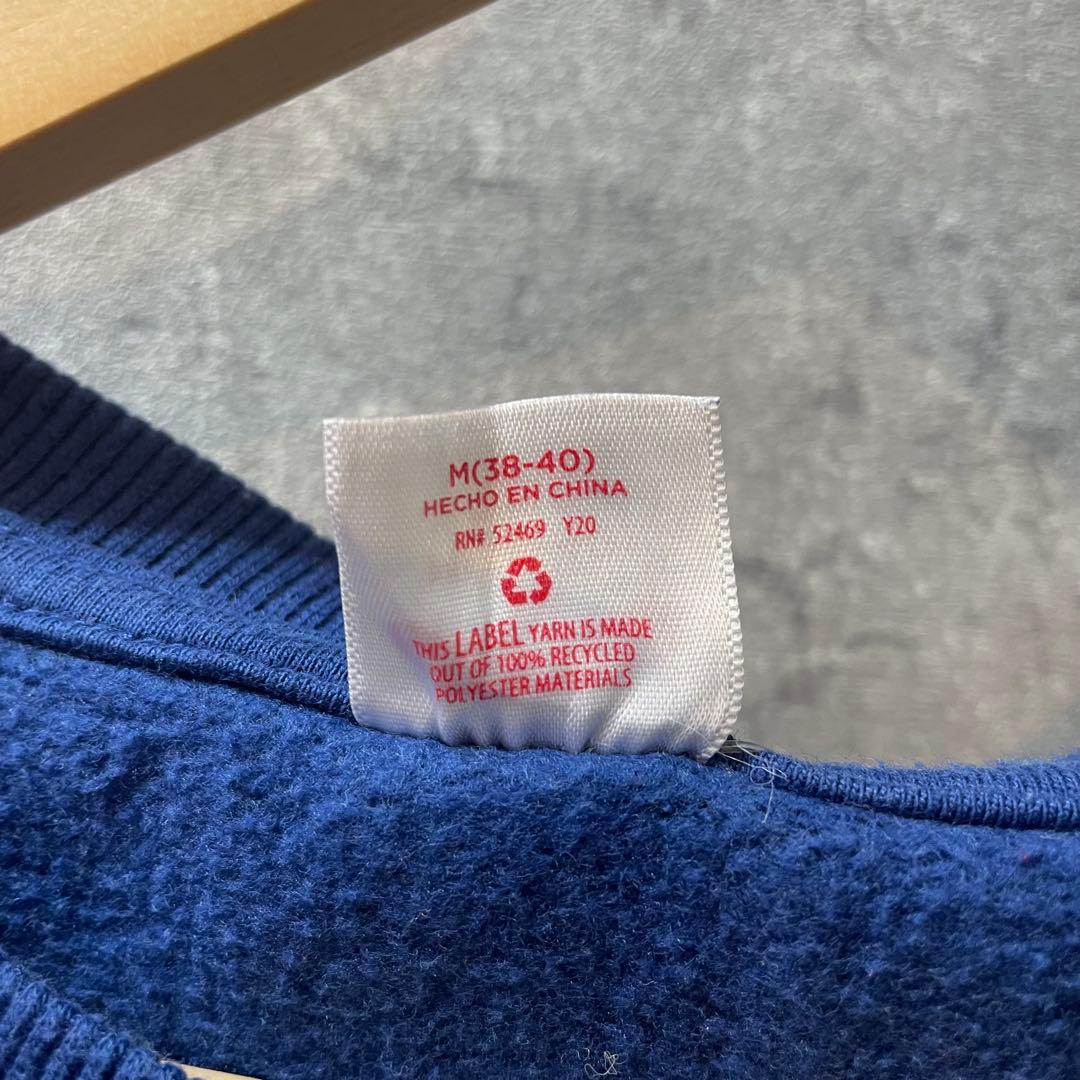 M(38-40)
HECHO EN CHINA
RN# 52469 Y20
THIS LABEL YARN IS MADE
OUT OF 100% RECYCLED
POLYESTER MATERIALS